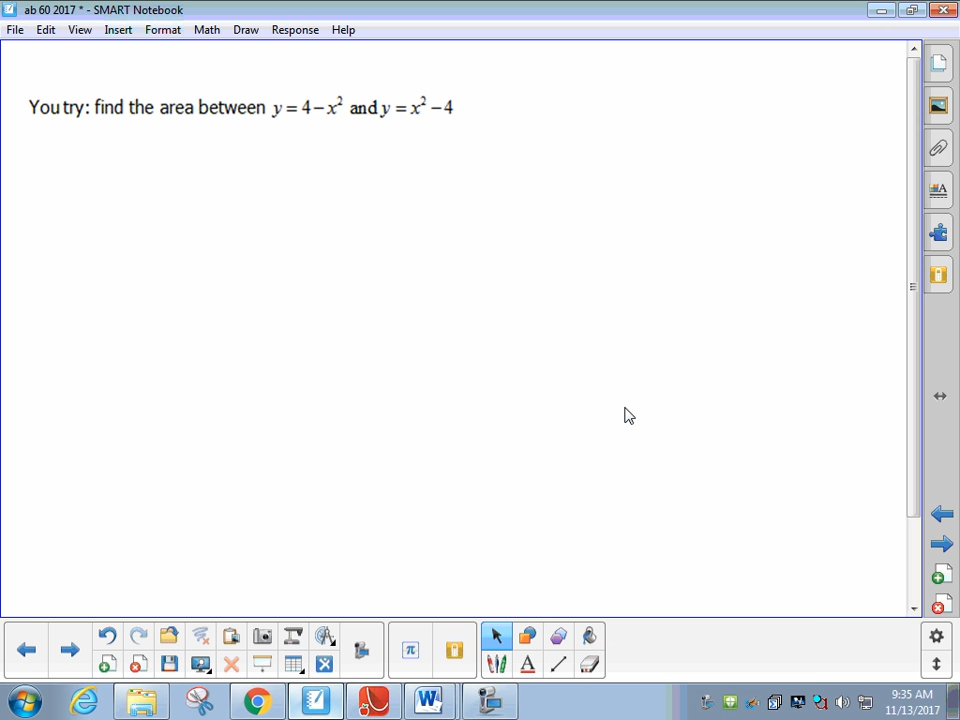 ab 60 2017 * - SMART Notebook
File Edit View Insert Format Math Draw Response Help
You try: find the area between y = 4 − x² and y = x² − 4
9:35 AM
11/13/2017